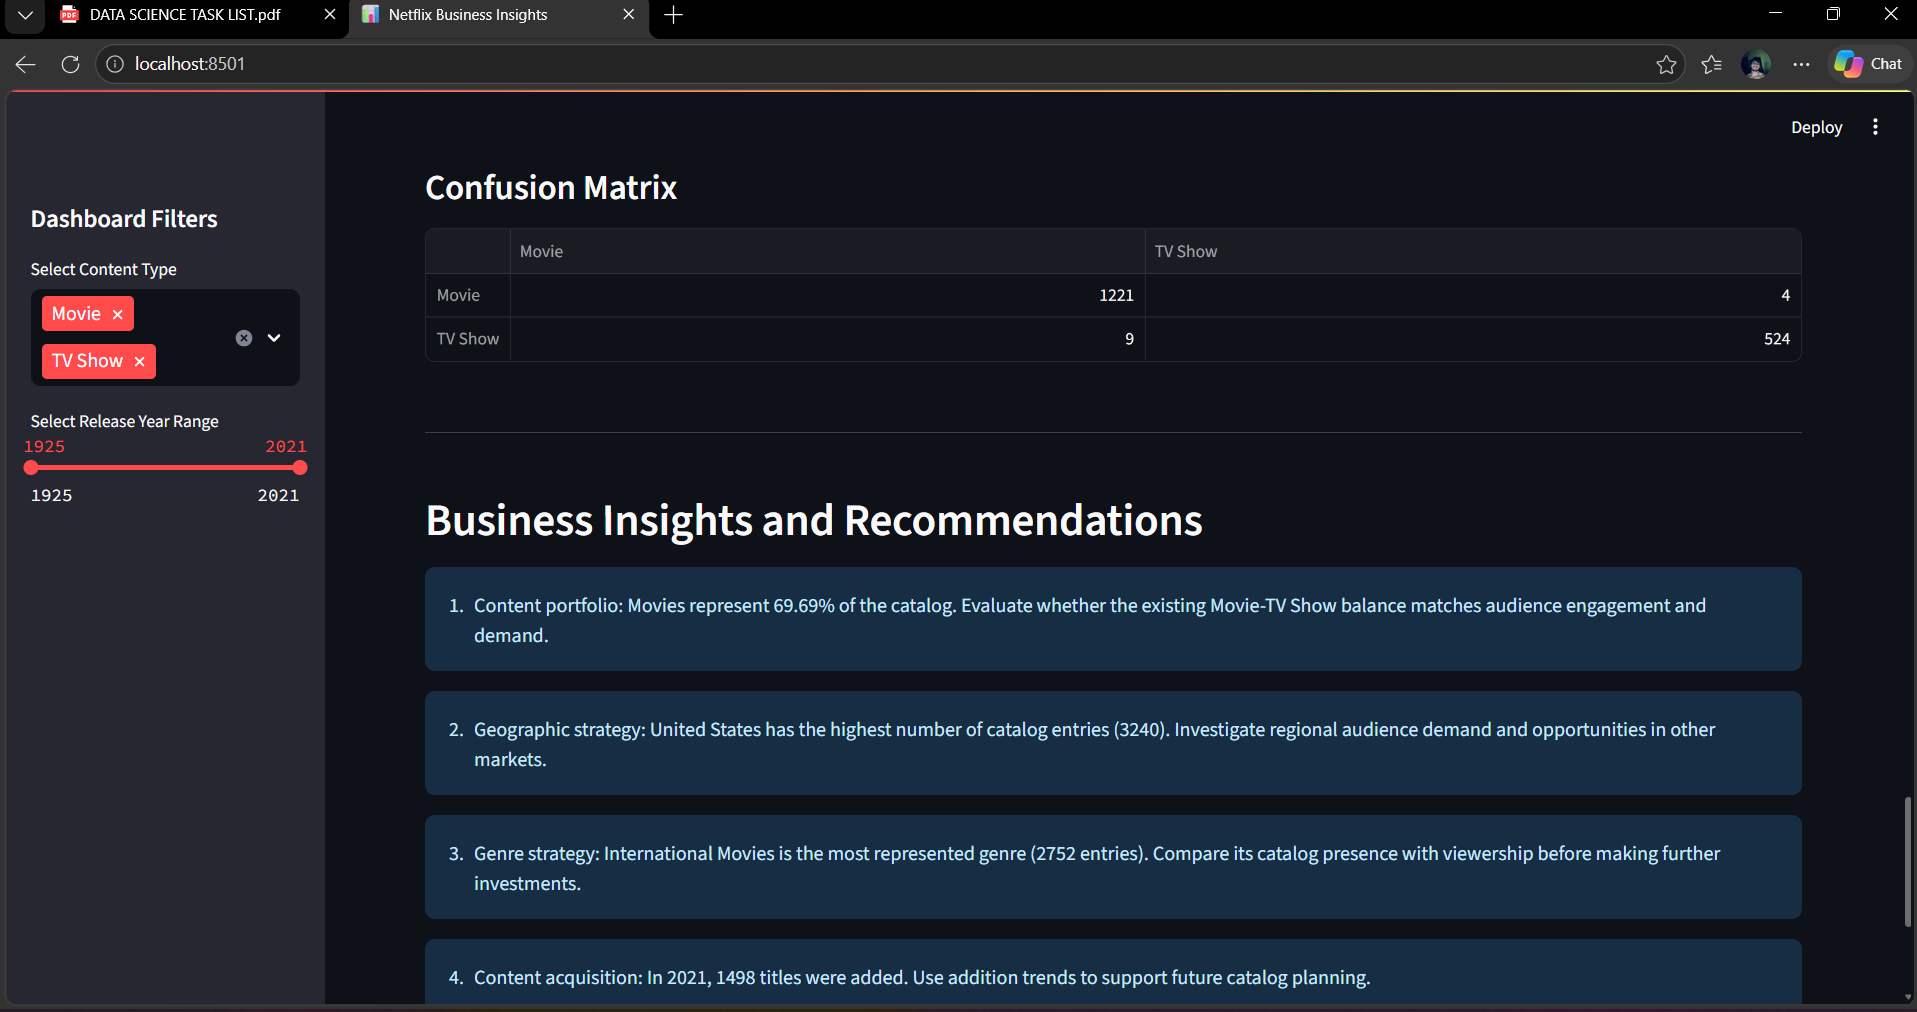 DATA SCIENCE TASK LIST.pdf
Netflix Business Insights
localhost:8501
Chat
Deploy
Dashboard Filters
Select Content Type
Movie
TV Show
Select Release Year Range
1925 2021
1925 2021
Confusion Matrix
Movie TV Show
Movie 1221 4
TV Show 9 524
Business Insights and Recommendations
1. Content portfolio: Movies represent 69.69% of the catalog. Evaluate whether the existing Movie-TV Show balance matches audience engagement and
demand.
2. Geographic strategy: United States has the highest number of catalog entries (3240). Investigate regional audience demand and opportunities in other
markets.
3. Genre strategy: International Movies is the most represented genre (2752 entries). Compare its catalog presence with viewership before making further
investments.
4. Content acquisition: In 2021, 1498 titles were added. Use addition trends to support future catalog planning.